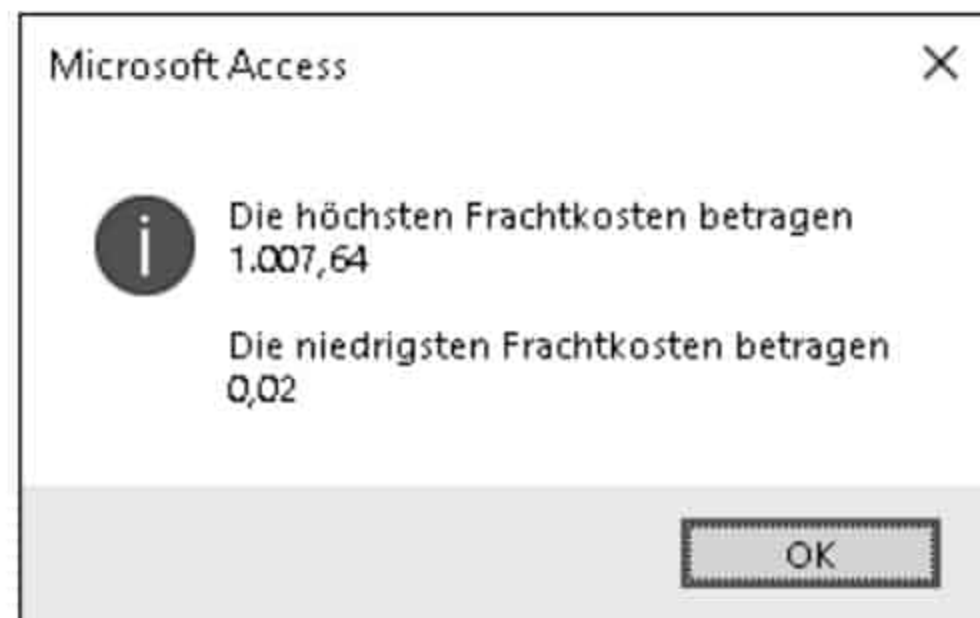 Microsoft Access
Die höchsten Frachtkosten betragen
1.007,64
Die niedrigsten Frachtkosten betragen
0,02
OK